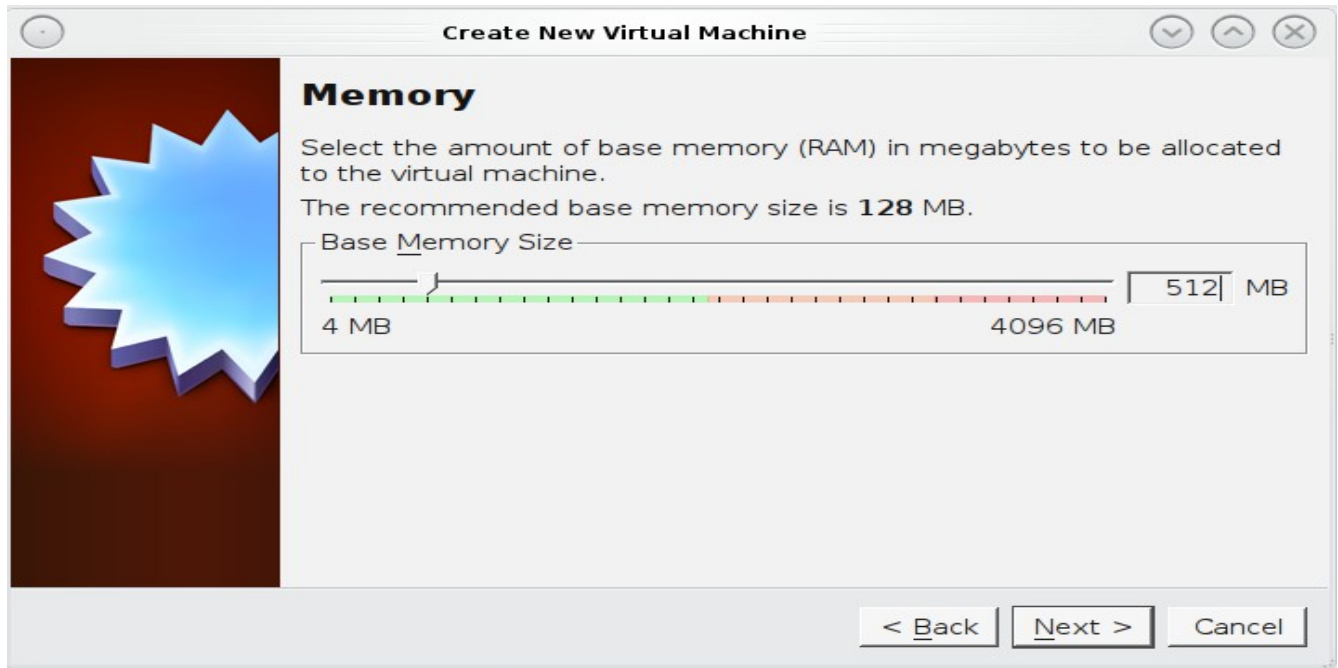 Create New Virtual Machine
Memory
Select the amount of base memory (RAM) in megabytes to be allocated
to the virtual machine.
The recommended base memory size is 128 MB.
Base Memory Size
512 MB
4 MB 4096 MB
< Back Next > Cancel